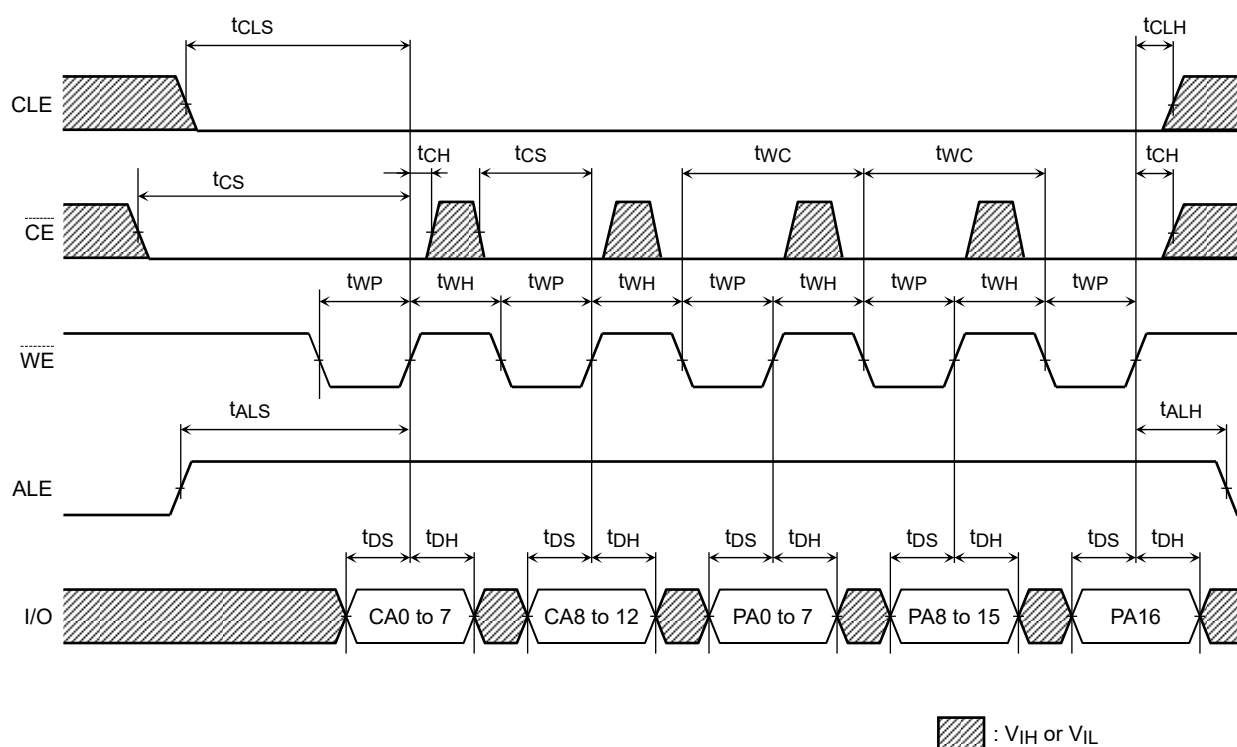 tCLS tCLH
CLE
tCH tCS tWC tWC tCH
tCS
CE
tWP tWH tWP tWH tWP tWH tWP tWH tWP
WE
tALS tALH
ALE
tDS tDH tDS tDH tDS tDH tDS tDH tDS tDH
I/O CA0 to 7 CA8 to 12 PA0 to 7 PA8 to 15 PA16
: VIH or VIL